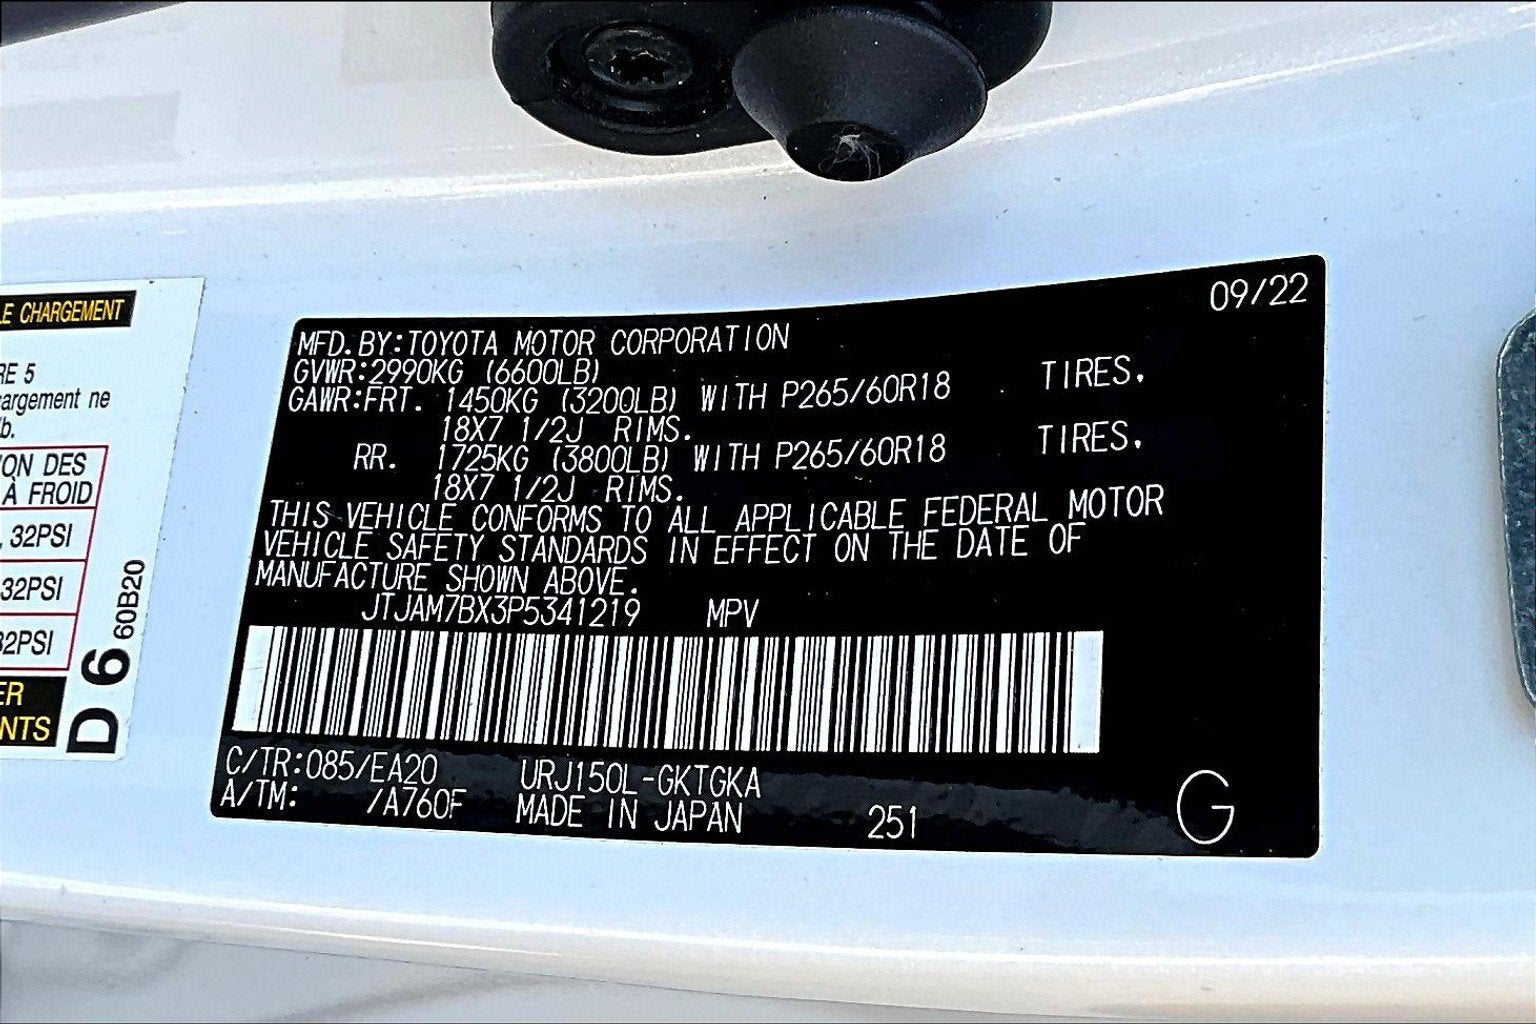 LE CHARGEMENT
RE 5
argement ne
lb.
ON DES
À FROID
, 32PSI
32PSI
32PSI
ER
NTS
D 6 60B20
09/22
MFD.BY:TOYOTA MOTOR CORPORATION
GVWR:2990KG (6600LB)
GAWR:FRT. 1450KG (3200LB) WITH P265/60R18 TIRES.
18X7 1/2J RIMS.
RR. 1725KG (3800LB) WITH P265/60R18 TIRES.
18X7 1/2J RIMS.
THIS VEHICLE CONFORMS TO ALL APPLICABLE FEDERAL MOTOR
VEHICLE SAFETY STANDARDS IN EFFECT ON THE DATE OF
MANUFACTURE SHOWN ABOVE.
JTJAM7BX3P5341219 MPV
C/TR:085/EA20 URJ150L-GKTGKA
A/TM: /A760F MADE IN JAPAN 251 G